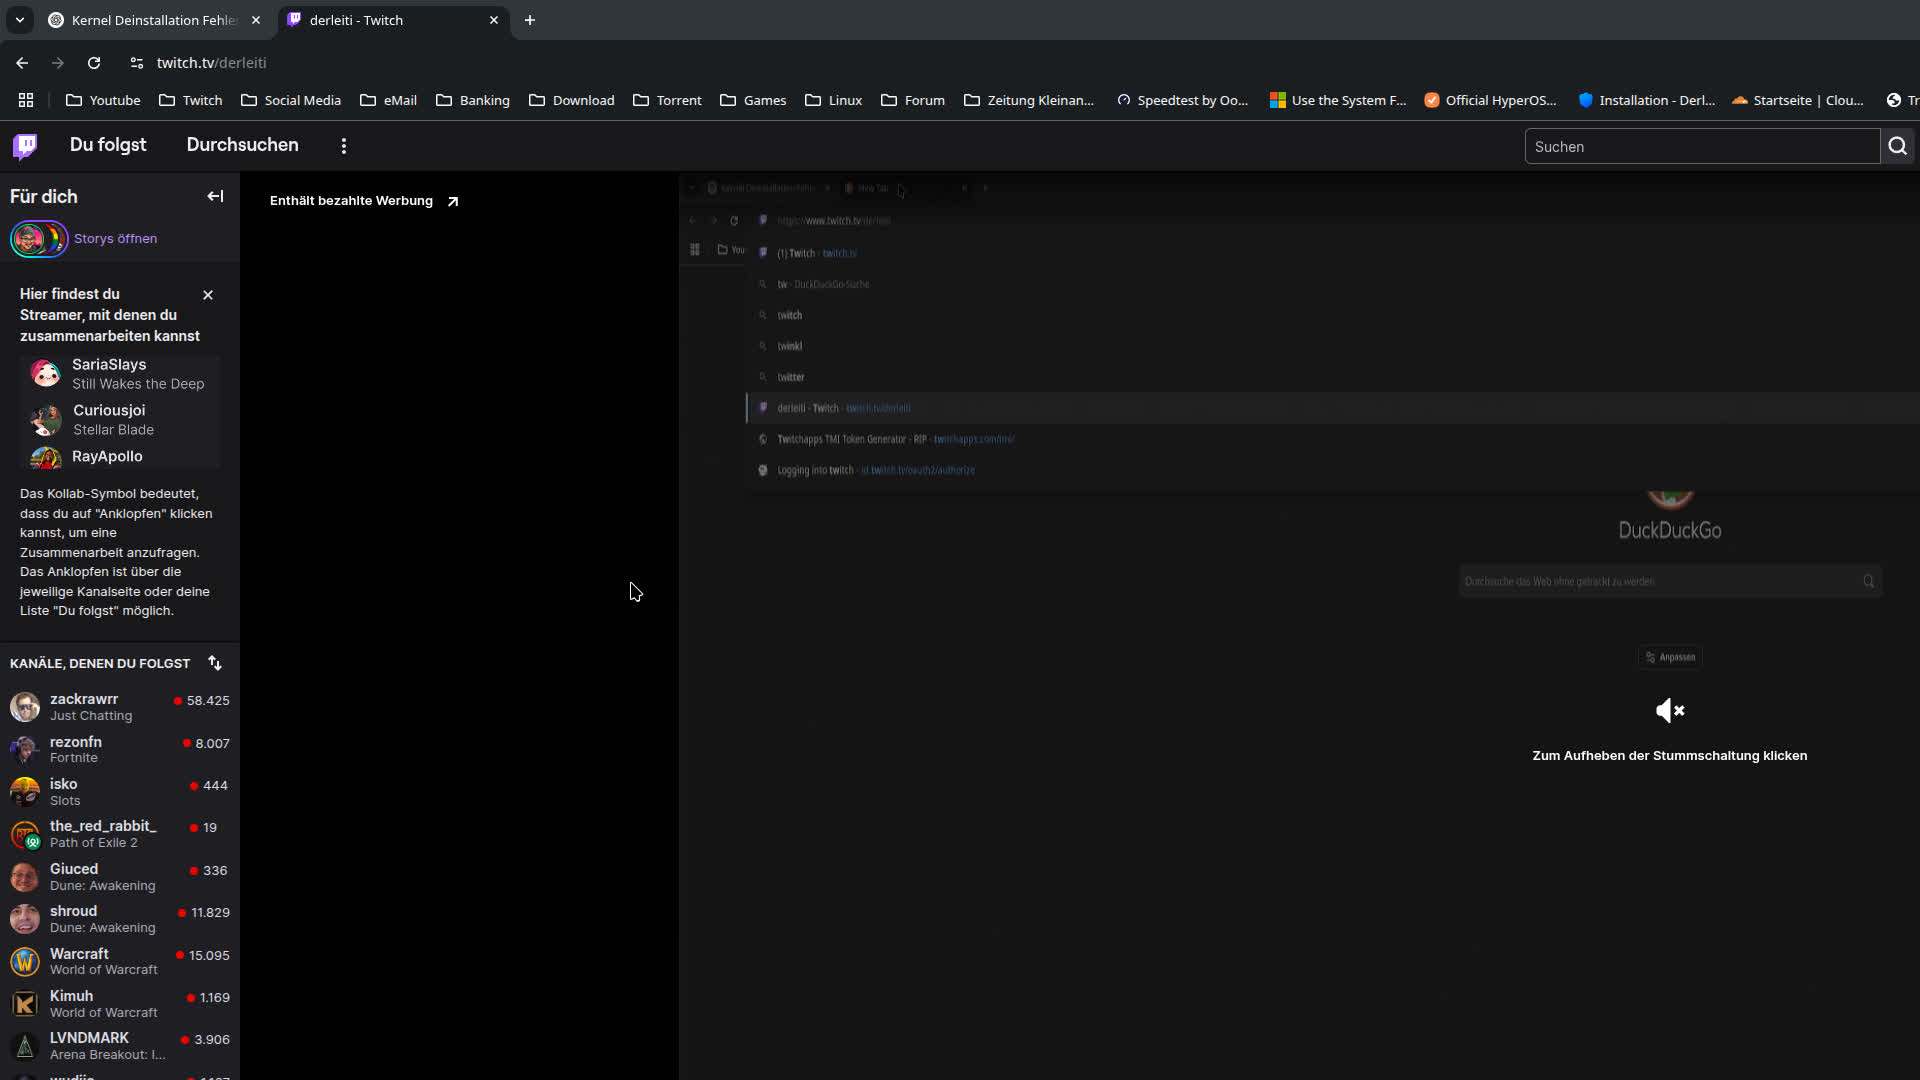 Kernel Deinstallation Fehle
derleiti - Twitch
twitch.tv/derleiti
Youtube
Twitch
Social Media
eMail
Banking
Download
Torrent
Games
Linux
Forum
Zeitung Kleinan...
Speedtest by Oo...
Use the System F...
Official HyperOS...
Installation - Derl...
Startseite | Clou...
Tr
Du folgst
Durchsuchen
Suchen
Für dich
Storys öffnen
Hier findest du
Streamer, mit denen du
zusammenarbeiten kannst
SariaSlays
Still Wakes the Deep
Curiousjoi
Stellar Blade
RayApollo
Das Kollab-Symbol bedeutet,
dass du auf "Anklopfen" klicken
kannst, um eine
Zusammenarbeit anzufragen.
Das Anklopfen ist über die
jeweilige Kanalseite oder deine
Liste "Du folgst" möglich.
KANÄLE, DENEN DU FOLGST
zackrawrr 58.425
Just Chatting
rezonfn 8.007
Fortnite
isko 444
Slots
the_red_rabbit_ 19
Path of Exile 2
Giuced 336
Dune: Awakening
shroud 11.829
Dune: Awakening
Warcraft 15.095
World of Warcraft
Kimuh 1.169
World of Warcraft
LVNDMARK 3.906
Arena Breakout: I...
Enthält bezahlte Werbung
Kernel Deinstallation Fehle
New Tab
https://www.twitch.tv/derleiti
You
(1) Twitch - twitch.tv
tw - DuckDuckGo-Suche
twitch
twinkl
twitter
derleiti - Twitch - twitch.tv/derleiti
Twitchapps TMI Token Generator - RIP - twitchapps.com/tmi/
Logging into twitch - id.twitch.tv/oauth2/authorize
DuckDuckGo
Durchsuche das Web ohne getrackt zu werden
Anpassen
Zum Aufheben der Stummschaltung klicken